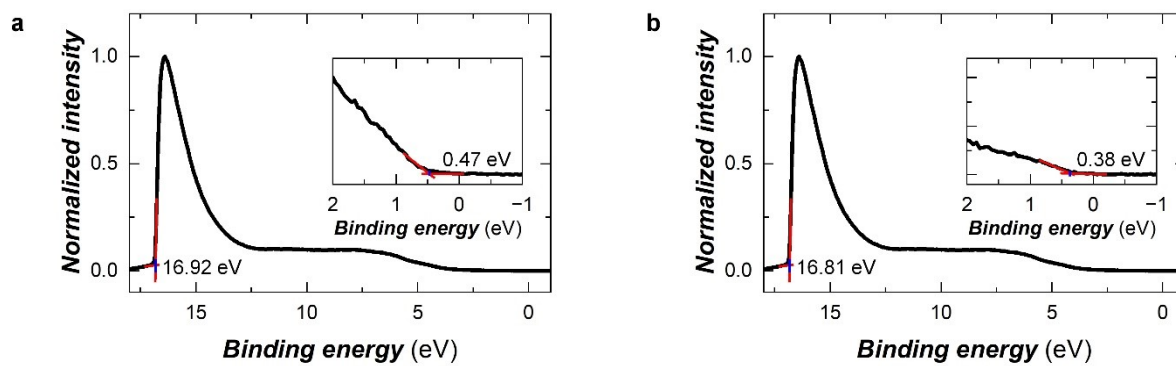 a
Normalized intensity
1.0
0.5
0.0
16.92 eV
0.47 eV
2 1 0 −1
Binding energy (eV)
15 10 5 0
Binding energy (eV)
b
Normalized intensity
1.0
0.5
0.0
16.81 eV
0.38 eV
2 1 0 −1
Binding energy (eV)
15 10 5 0
Binding energy (eV)